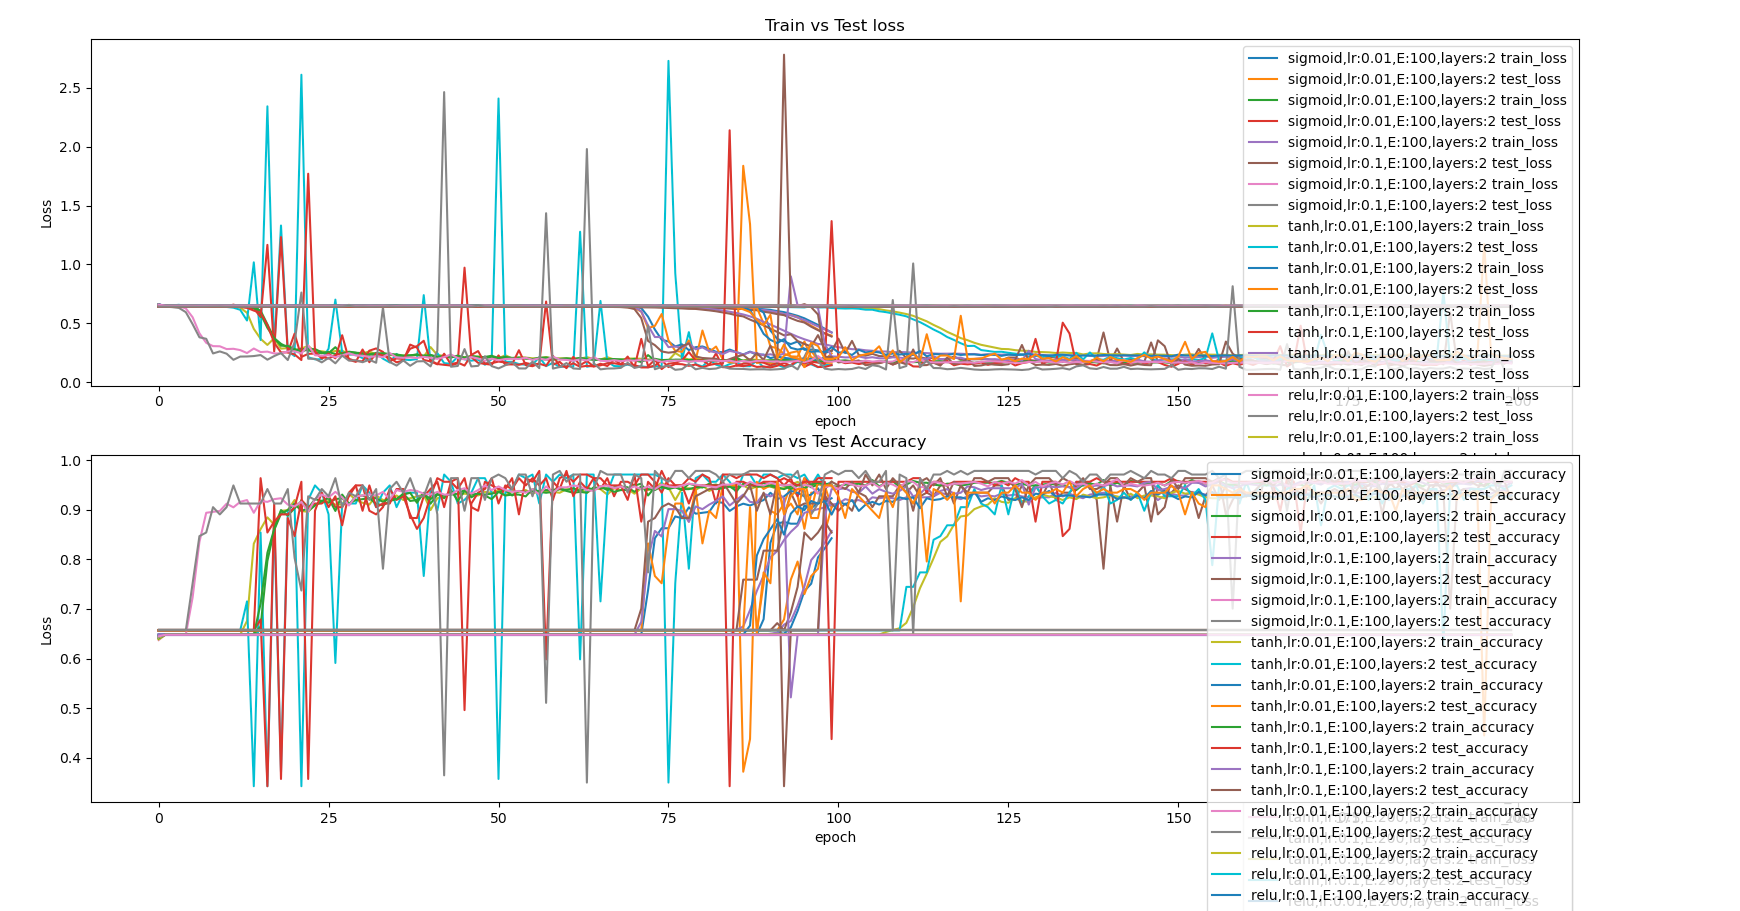 Train vs Test loss
Loss
2.5
2.0
1.5
1.0
0.5
0.0
0
25
50
75
100
125
150
175
200
epoch
sigmoid,lr:0.01,E:100,layers:2 train_loss
sigmoid,lr:0.01,E:100,layers:2 test_loss
sigmoid,lr:0.01,E:100,layers:2 train_loss
sigmoid,lr:0.01,E:100,layers:2 test_loss
sigmoid,lr:0.1,E:100,layers:2 train_loss
sigmoid,lr:0.1,E:100,layers:2 test_loss
sigmoid,lr:0.1,E:100,layers:2 train_loss
sigmoid,lr:0.1,E:100,layers:2 test_loss
tanh,lr:0.01,E:100,layers:2 train_loss
tanh,lr:0.01,E:100,layers:2 test_loss
tanh,lr:0.01,E:100,layers:2 train_loss
tanh,lr:0.01,E:100,layers:2 test_loss
tanh,lr:0.1,E:100,layers:2 train_loss
tanh,lr:0.1,E:100,layers:2 test_loss
tanh,lr:0.1,E:100,layers:2 train_loss
tanh,lr:0.1,E:100,layers:2 test_loss
relu,lr:0.01,E:100,layers:2 train_loss
relu,lr:0.01,E:100,layers:2 test_loss
relu,lr:0.01,E:100,layers:2 train_loss
Train vs Test Accuracy
Loss
1.0
0.9
0.8
0.7
0.6
0.5
0.4
0
25
50
75
100
125
150
epoch
sigmoid,lr:0.01,E:100,layers:2 train_accuracy
sigmoid,lr:0.01,E:100,layers:2 test_accuracy
sigmoid,lr:0.01,E:100,layers:2 train_accuracy
sigmoid,lr:0.01,E:100,layers:2 test_accuracy
sigmoid,lr:0.1,E:100,layers:2 train_accuracy
sigmoid,lr:0.1,E:100,layers:2 test_accuracy
sigmoid,lr:0.1,E:100,layers:2 train_accuracy
sigmoid,lr:0.1,E:100,layers:2 test_accuracy
tanh,lr:0.01,E:100,layers:2 train_accuracy
tanh,lr:0.01,E:100,layers:2 test_accuracy
tanh,lr:0.01,E:100,layers:2 train_accuracy
tanh,lr:0.01,E:100,layers:2 test_accuracy
tanh,lr:0.1,E:100,layers:2 train_accuracy
tanh,lr:0.1,E:100,layers:2 test_accuracy
tanh,lr:0.1,E:100,layers:2 train_accuracy
tanh,lr:0.1,E:100,layers:2 test_accuracy
relu,lr:0.01,E:100,layers:2 train_accuracy
relu,lr:0.01,E:100,layers:2 test_accuracy
relu,lr:0.01,E:100,layers:2 train_accuracy
relu,lr:0.01,E:100,layers:2 test_accuracy
relu,lr:0.1,E:100,layers:2 train_accuracy